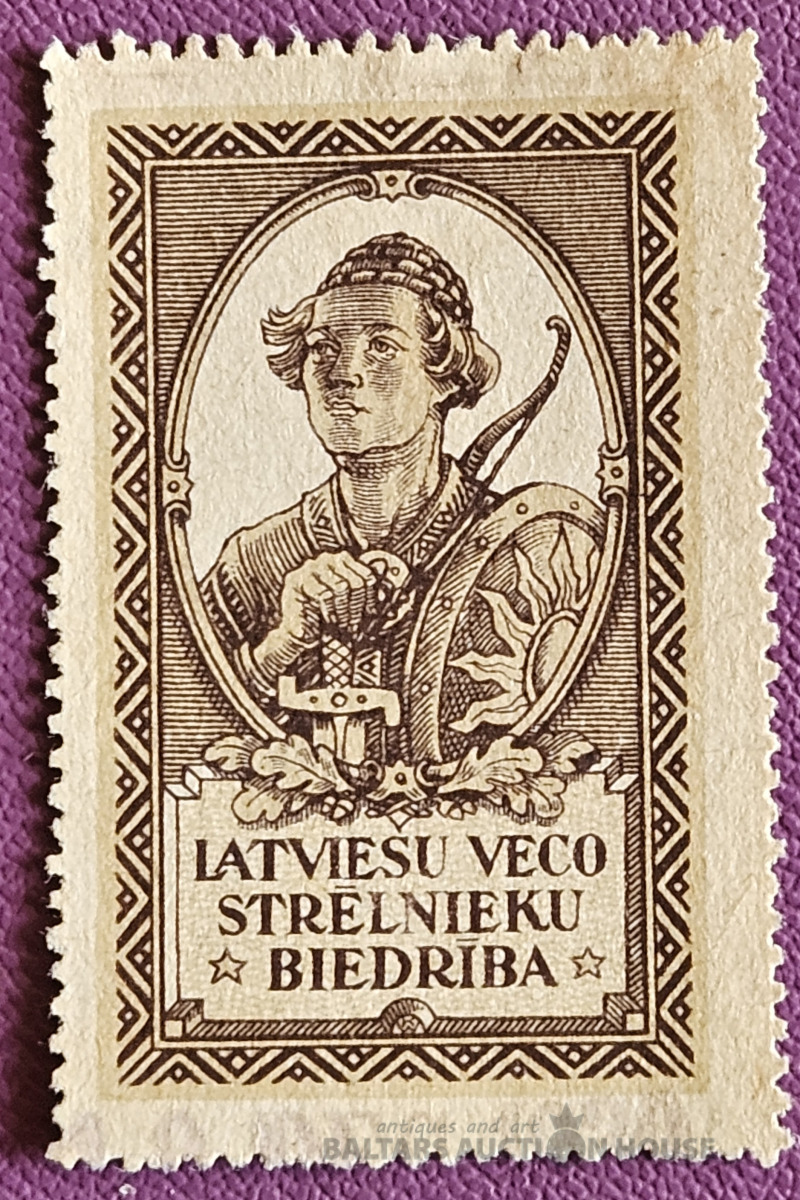 LATVIEŠU VECO
STRĒLNIEKU
BIEDRĪBA
antiques and art
BALTARS AUCTION HOUSE